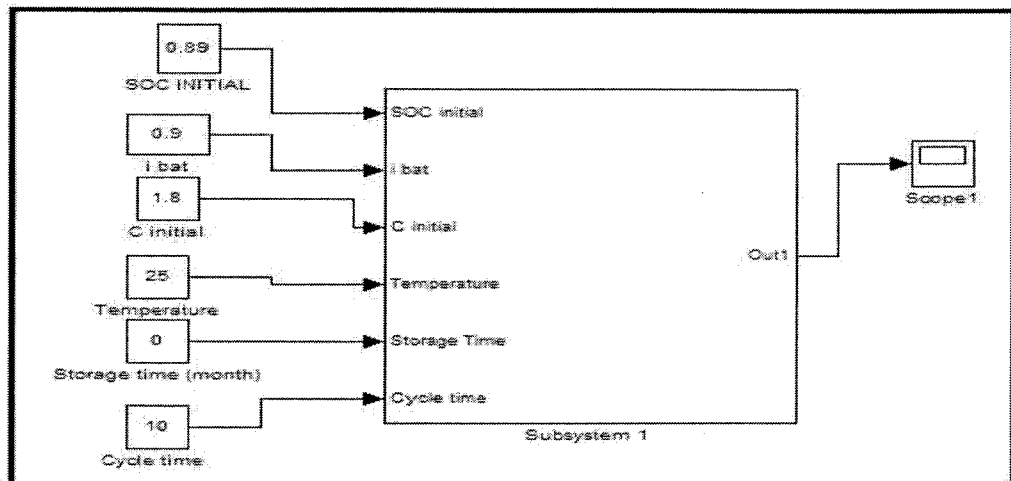 0.89
SOC INITIAL
0.9
i bat
1.8
C initial
25
Temperature
0
Storage time (month)
10
Cycle time
SOC initial
i bat
C initial
Temperature
Storage Time
Cycle time
Out1
Subsystem 1
Scope1